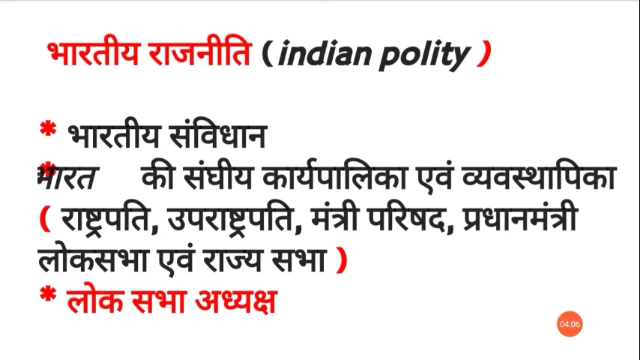 भारतीय राजनीति ( indian polity )
* भारतीय संविधान
* भारत की संघीय कार्यपालिका एवं व्यवस्थापिका
( राष्ट्रपति, उपराष्ट्रपति, मंत्री परिषद, प्रधानमंत्री
लोकसभा एवं राज्य सभा )
* लोक सभा अध्यक्ष
04:06